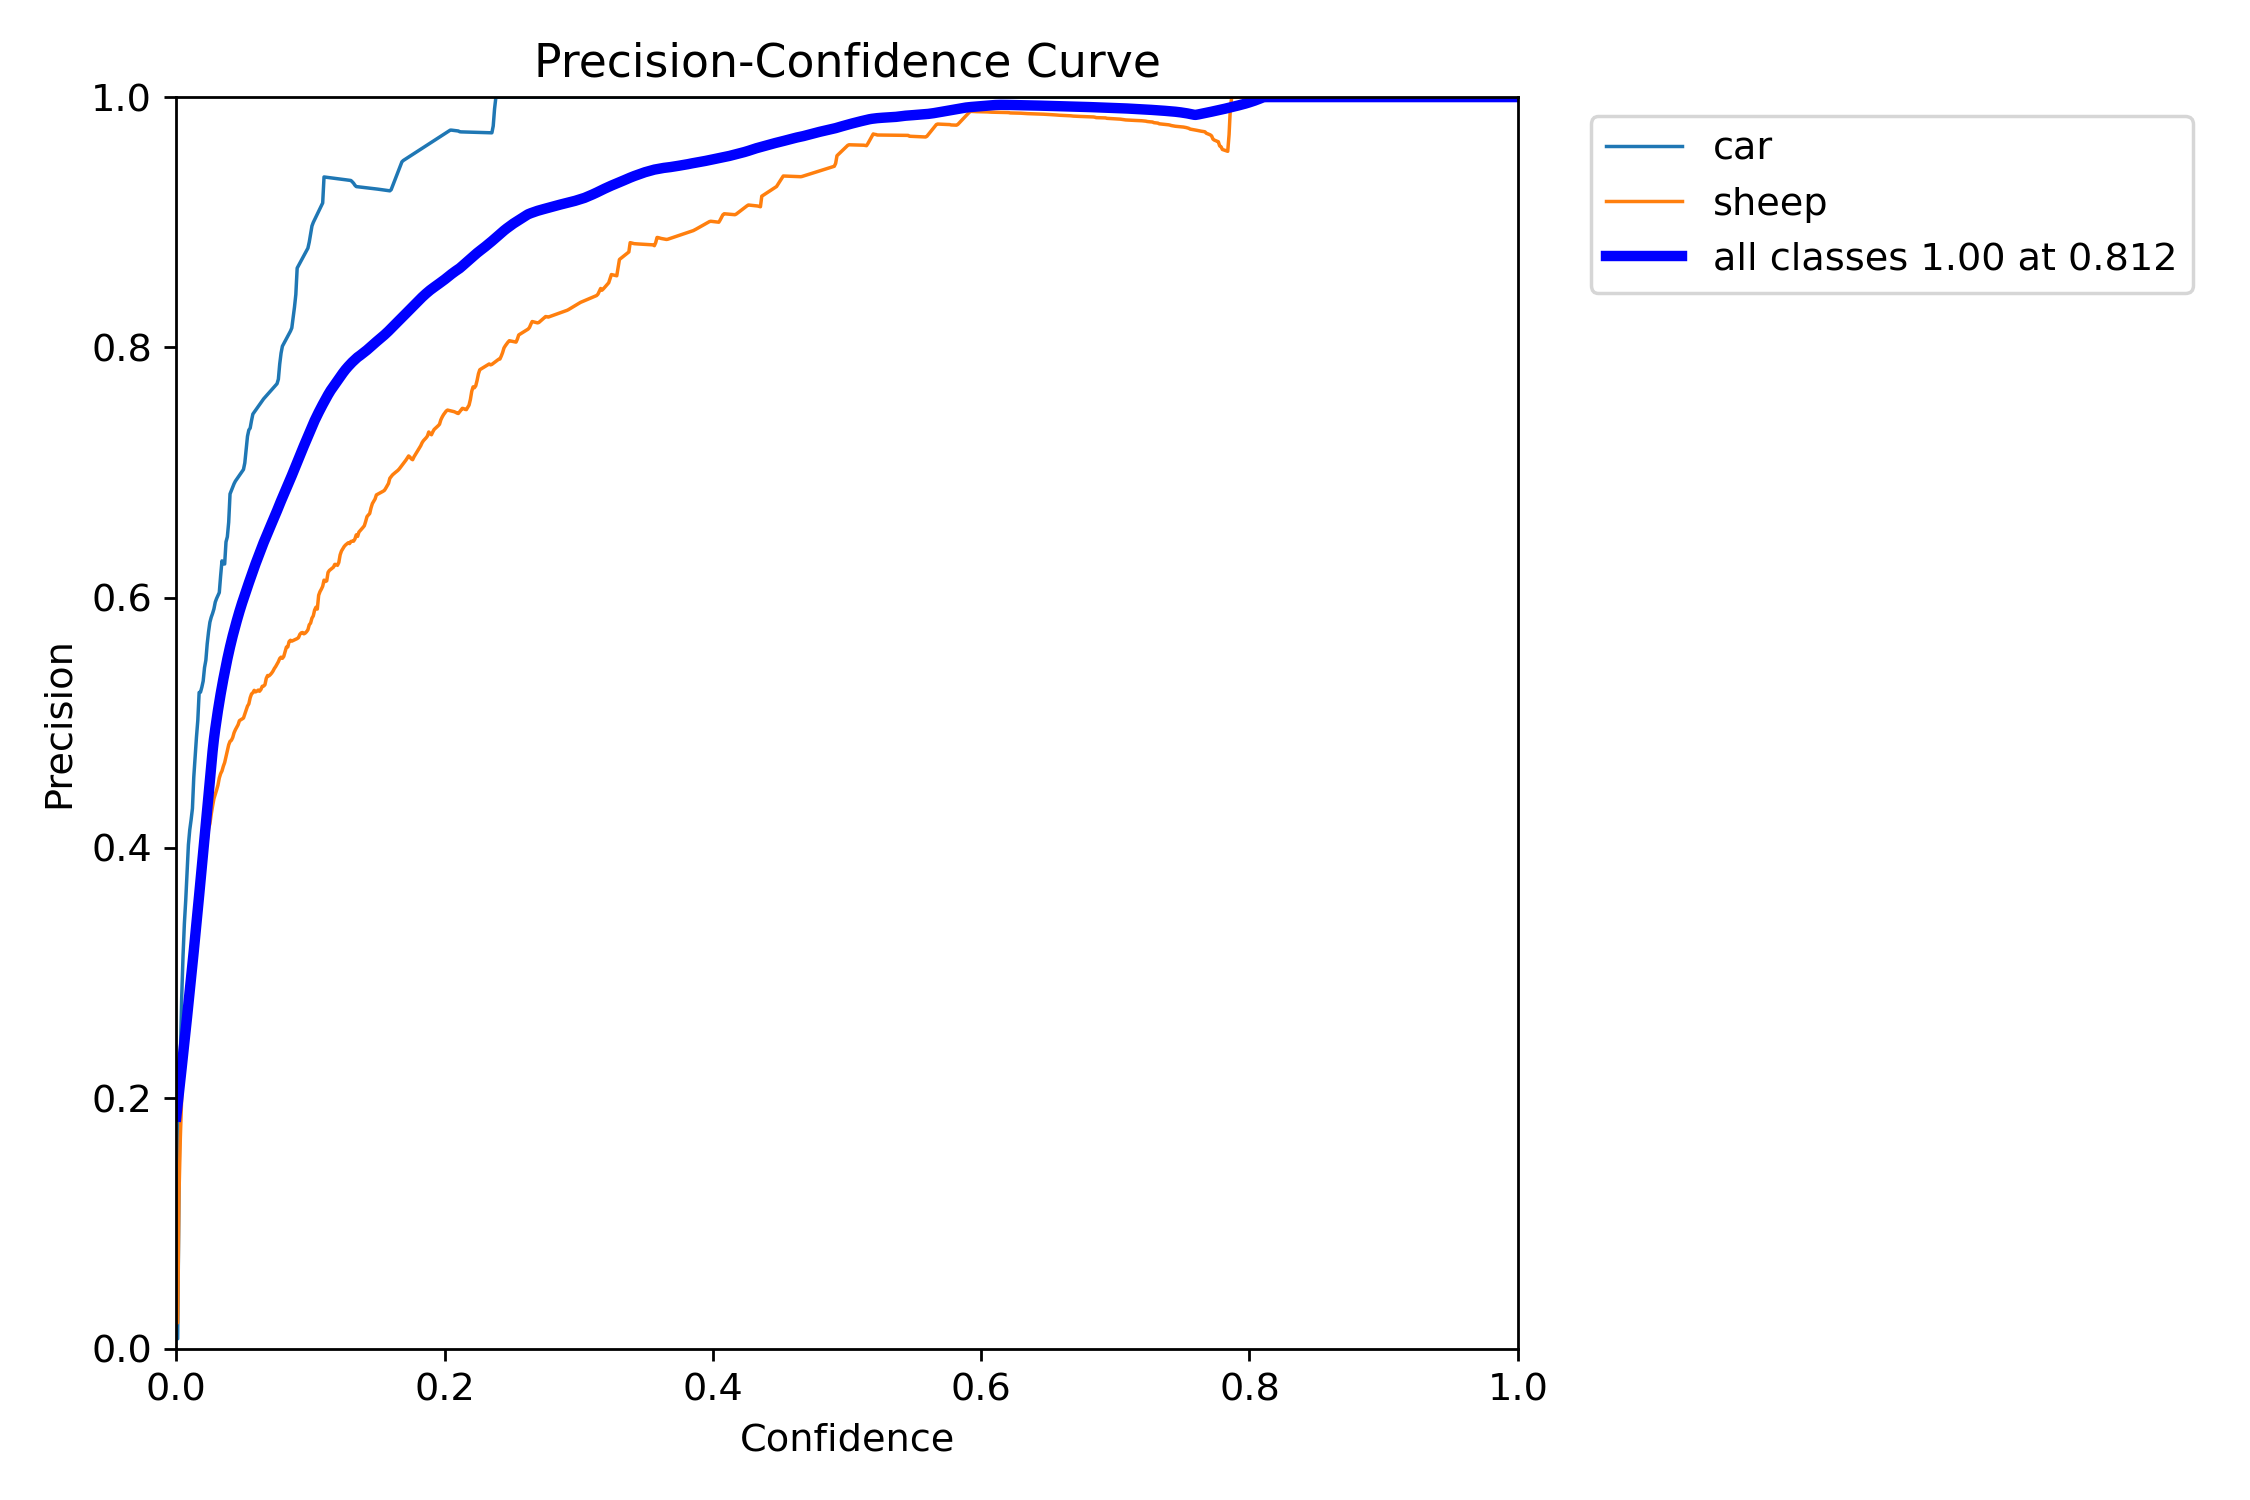 Precision-Confidence Curve
1.0
0.8
0.6
0.4
0.2
0.0
Precision
0.0 0.2 0.4 0.6 0.8 1.0
Confidence
car
sheep
all classes 1.00 at 0.812